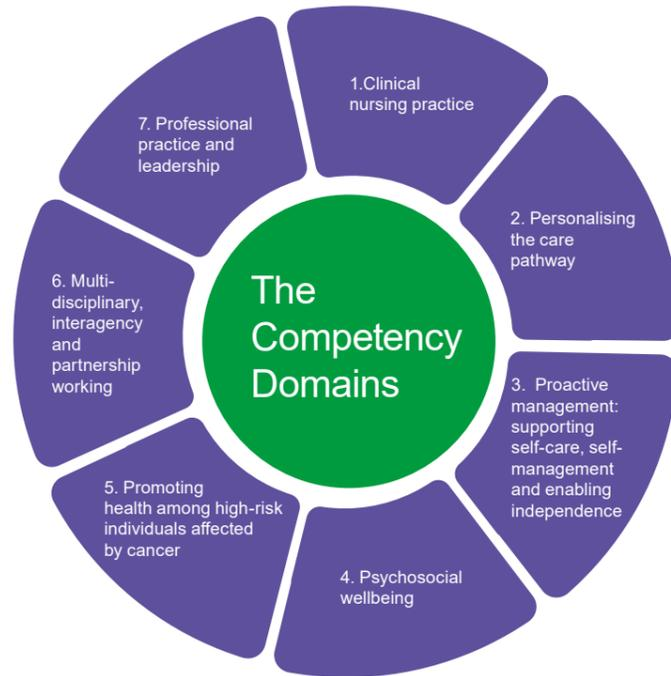 The
Competency
Domains
1.Clinical
nursing practice
2. Personalising
the care
pathway
3. Proactive
management:
supporting
self-care, self-
management
and enabling
independence
4. Psychosocial
wellbeing
5. Promoting
health among high-risk
individuals affected
by cancer
6. Multi-
disciplinary,
interagency
and
partnership
working
7. Professional
practice and
leadership